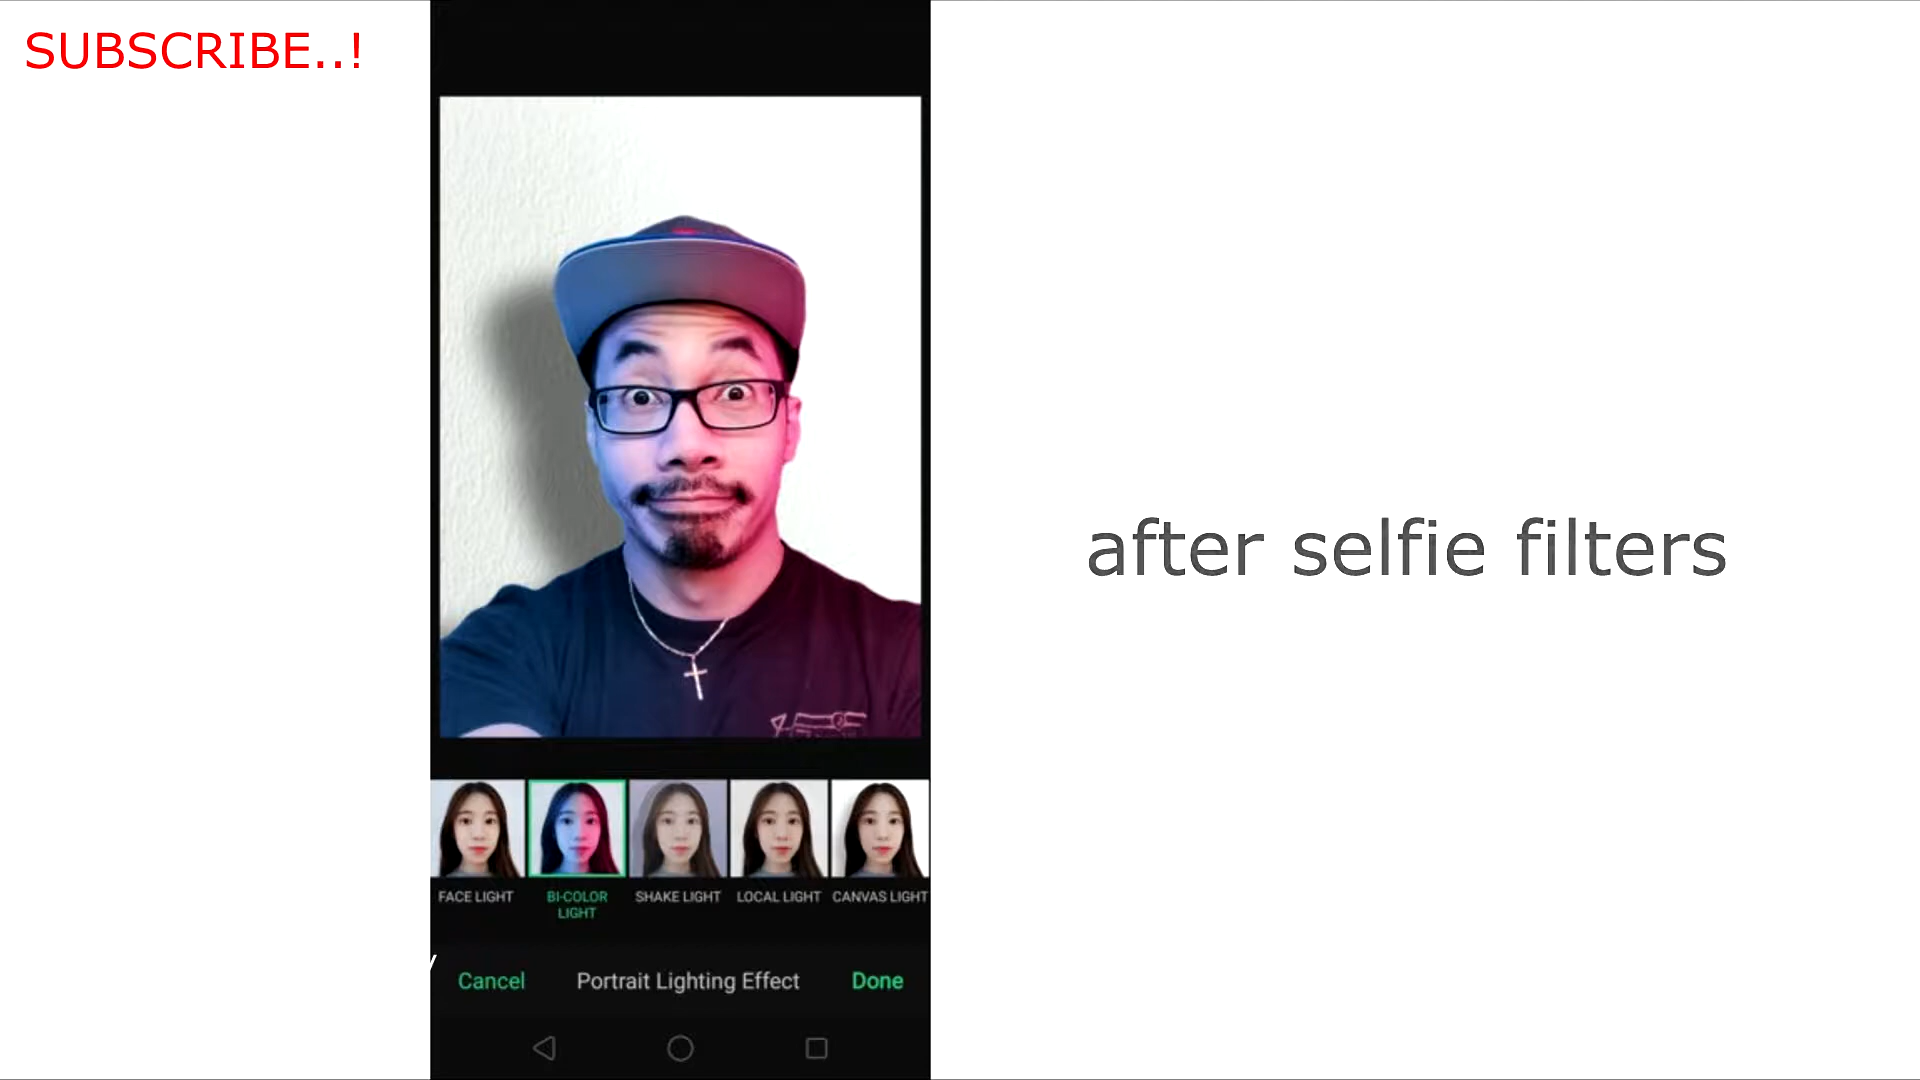 SUBSCRIBE..!
after selfie filters
FACE LIGHT
BI-COLOR
LIGHT
SHAKE LIGHT
LOCAL LIGHT
CANVAS LIGHT
Cancel
Portrait Lighting Effect
Done